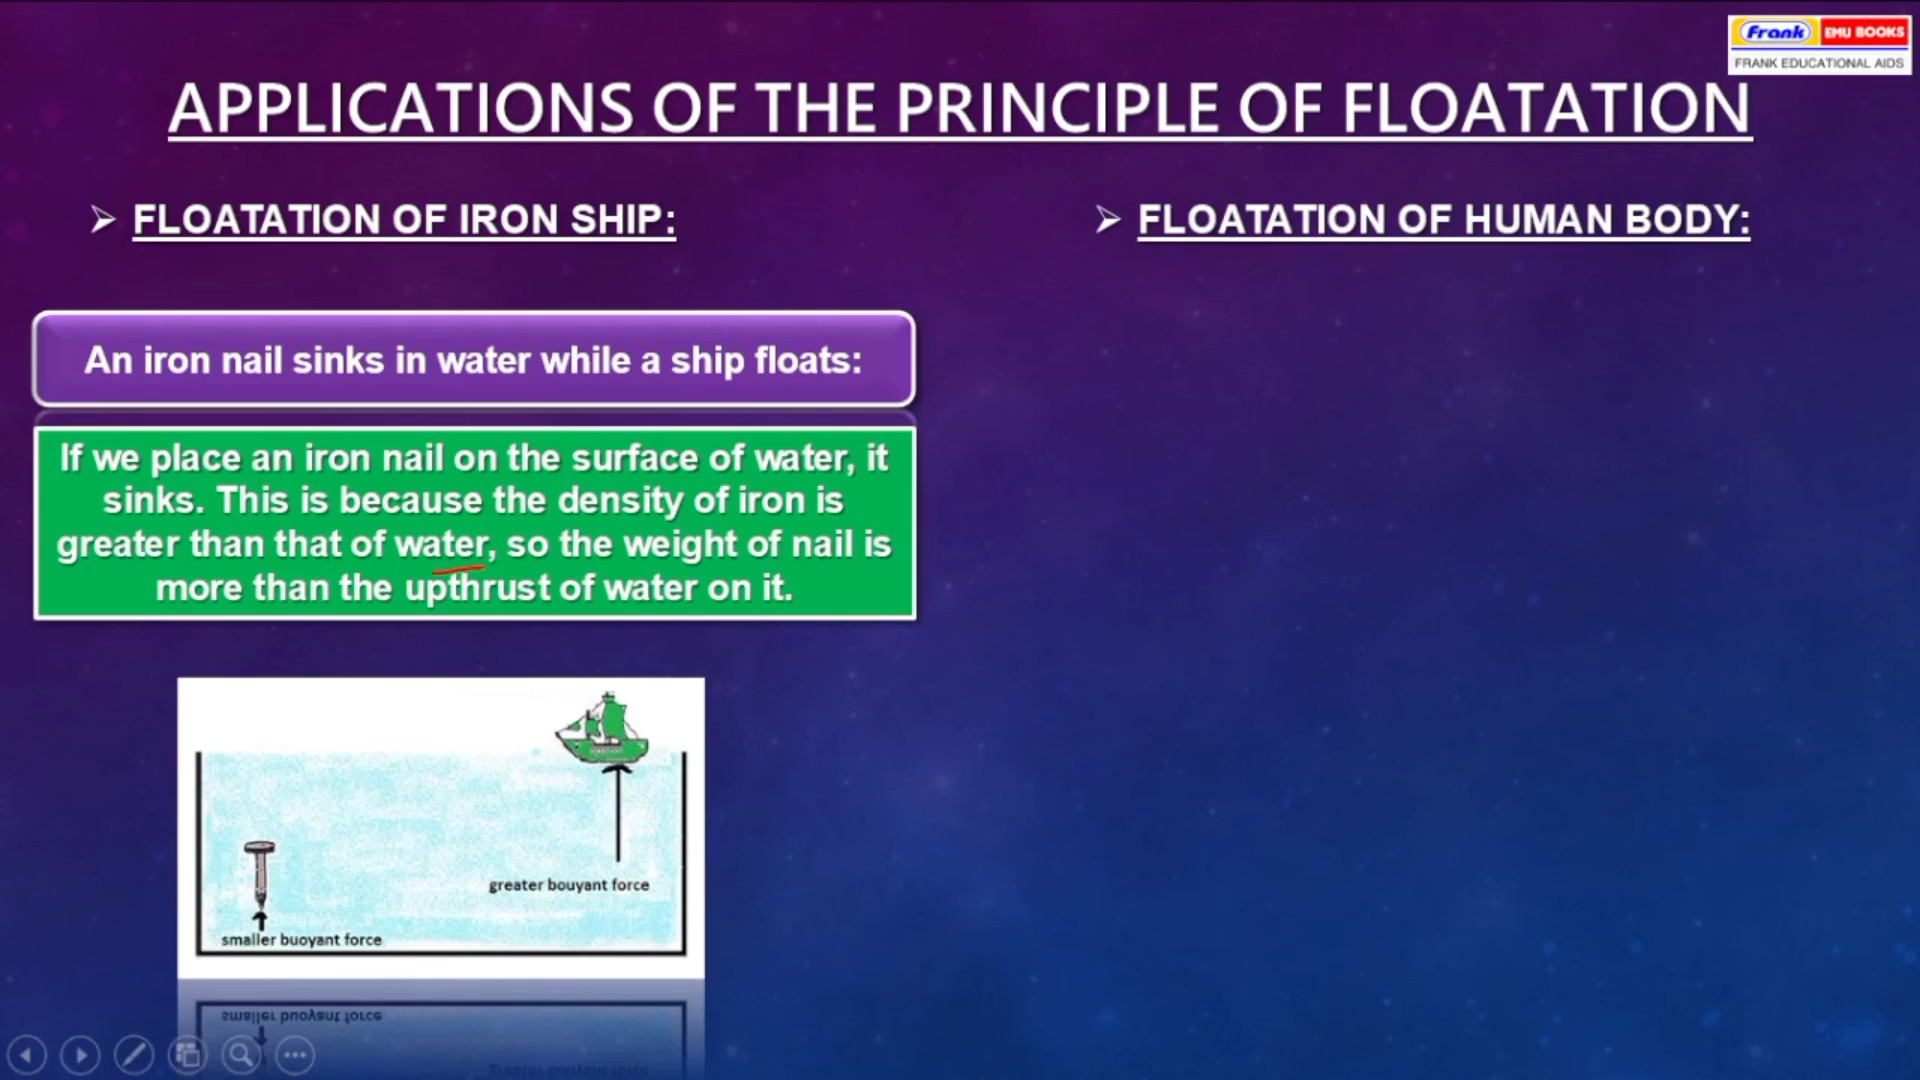 Frank EMU BOOKS
FRANK EDUCATIONAL AIDS
APPLICATIONS OF THE PRINCIPLE OF FLOATATION
FLOATATION OF IRON SHIP:
FLOATATION OF HUMAN BODY:
An iron nail sinks in water while a ship floats:
If we place an iron nail on the surface of water, it
sinks. This is because the density of iron is
greater than that of water, so the weight of nail is
more than the upthrust of water on it.
greater bouyant force
smaller buoyant force